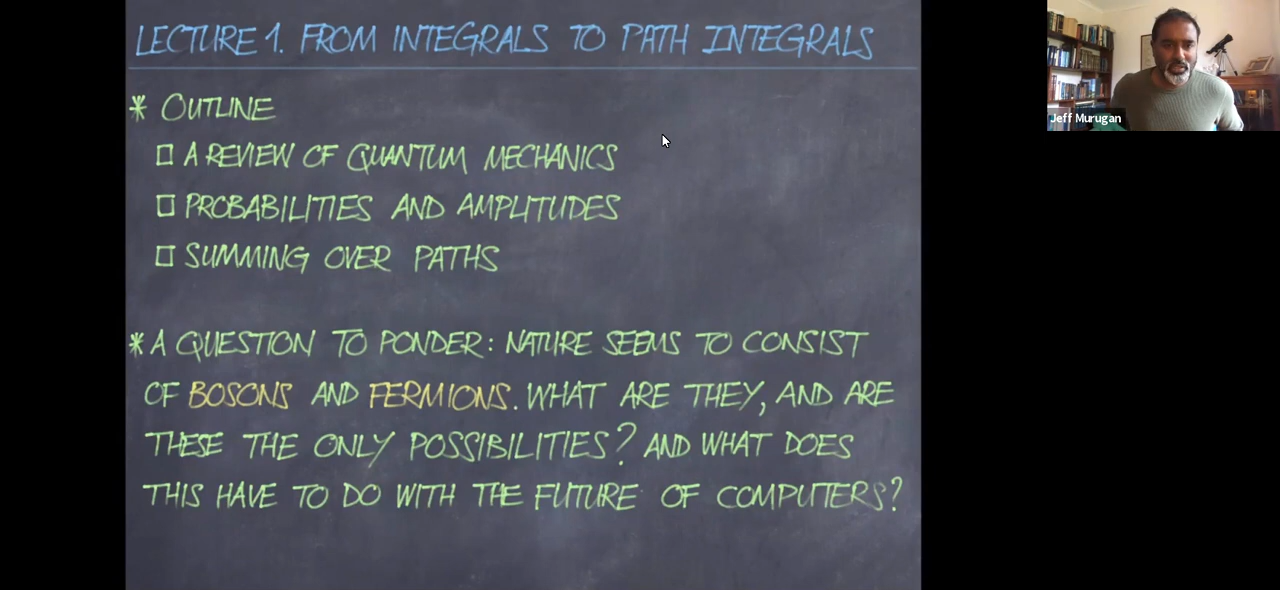 LECTURE 1. FROM INTEGRALS TO PATH INTEGRALS
* OUTLINE
□ A REVIEW OF QUANTUM MECHANICS
□ PROBABILITIES AND AMPLITUDES
□ SUMMING OVER PATHS
* A QUESTION TO PONDER: NATURE SEEMS TO CONSIST
OF BOSONS AND FERMIONS. WHAT ARE THEY, AND ARE
THESE THE ONLY POSSIBILITIES? AND WHAT DOES
THIS HAVE TO DO WITH THE FUTURE OF COMPUTERS?
Jeff Murugan